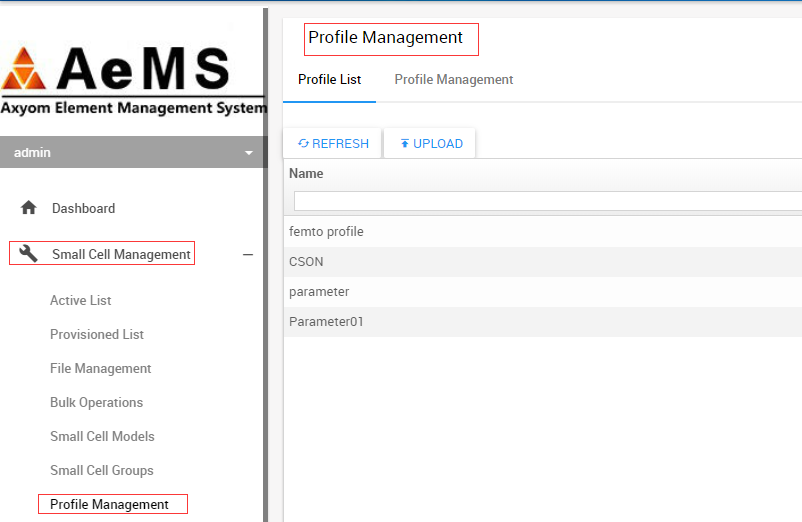 AeMS
Axyom Element Management System
admin
Dashboard
Small Cell Management
Active List
Provisioned List
File Management
Bulk Operations
Small Cell Models
Small Cell Groups
Profile Management
Profile Management
Profile List
Profile Management
REFRESH
UPLOAD
Name
femto profile
CSON
parameter
Parameter01